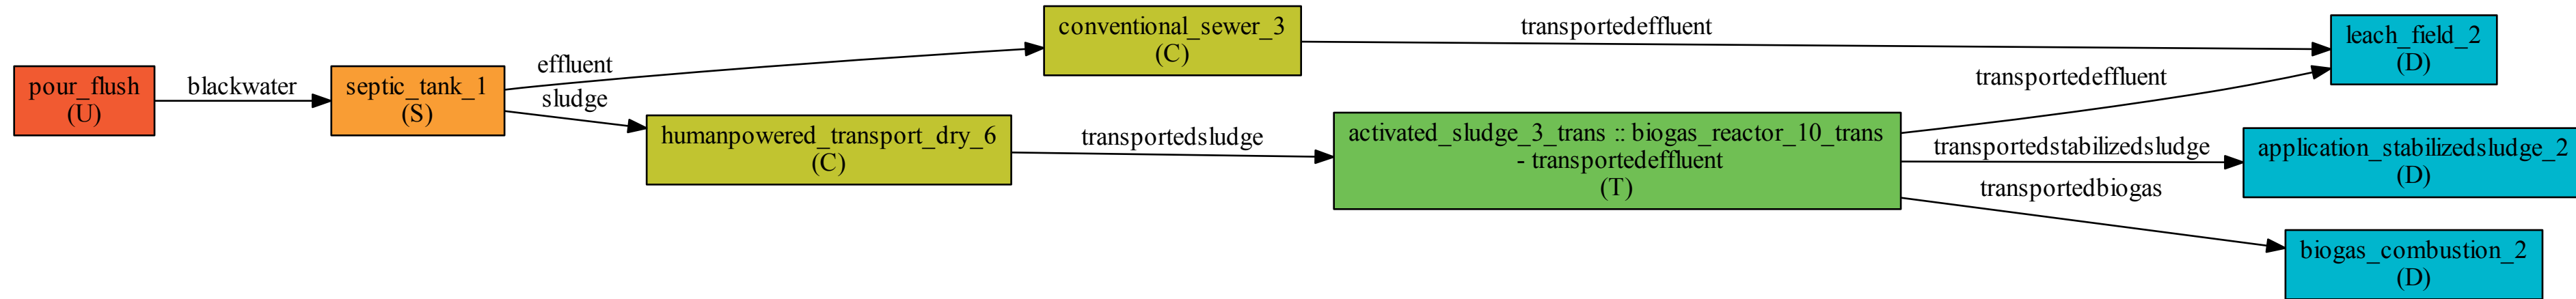 pour_flush
(U)
blackwater
septic_tank_1
(S)
effluent
sludge
conventional_sewer_3
(C)
humanpowered_transport_dry_6
(C)
transportedeffluent
transportedsludge
activated_sludge_3_trans :: biogas_reactor_10_trans
- transportedeffluent
(T)
transportedeffluent
transportedstabilizedsludge
transportedbiogas
leach_field_2
(D)
application_stabilizedsludge_2
(D)
biogas_combustion_2
(D)